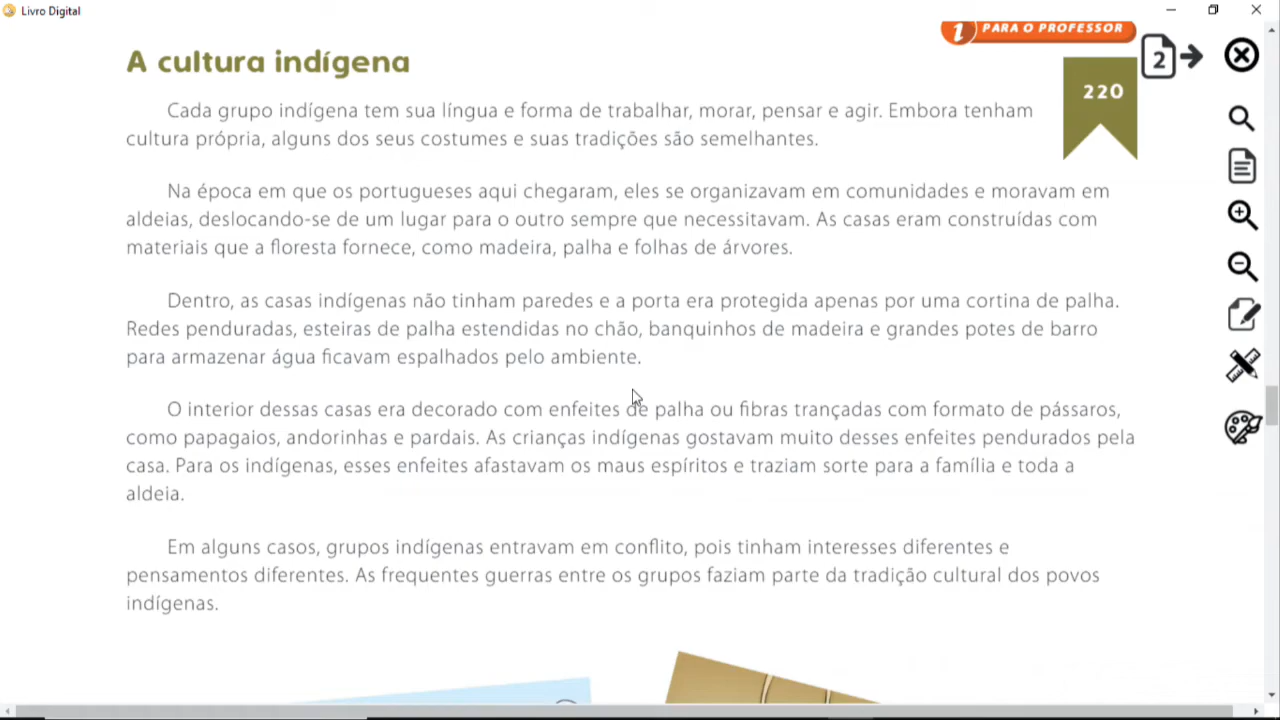 Livro Digital
PARA O PROFESSOR
2
A cultura indígena
220
Cada grupo indígena tem sua língua e forma de trabalhar, morar, pensar e agir. Embora tenham
cultura própria, alguns dos seus costumes e suas tradições são semelhantes.
Na época em que os portugueses aqui chegaram, eles se organizavam em comunidades e moravam em
aldeias, deslocando-se de um lugar para o outro sempre que necessitavam. As casas eram construídas com
materiais que a floresta fornece, como madeira, palha e folhas de árvores.
Dentro, as casas indígenas não tinham paredes e a porta era protegida apenas por uma cortina de palha.
Redes penduradas, esteiras de palha estendidas no chão, banquinhos de madeira e grandes potes de barro
para armazenar água ficavam espalhados pelo ambiente.
O interior dessas casas era decorado com enfeites de palha ou fibras trançadas com formato de pássaros,
como papagaios, andorinhas e pardais. As crianças indígenas gostavam muito desses enfeites pendurados pela
casa. Para os indígenas, esses enfeites afastavam os maus espíritos e traziam sorte para a família e toda a
aldeia.
Em alguns casos, grupos indígenas entravam em conflito, pois tinham interesses diferentes e
pensamentos diferentes. As frequentes guerras entre os grupos faziam parte da tradição cultural dos povos
indígenas.